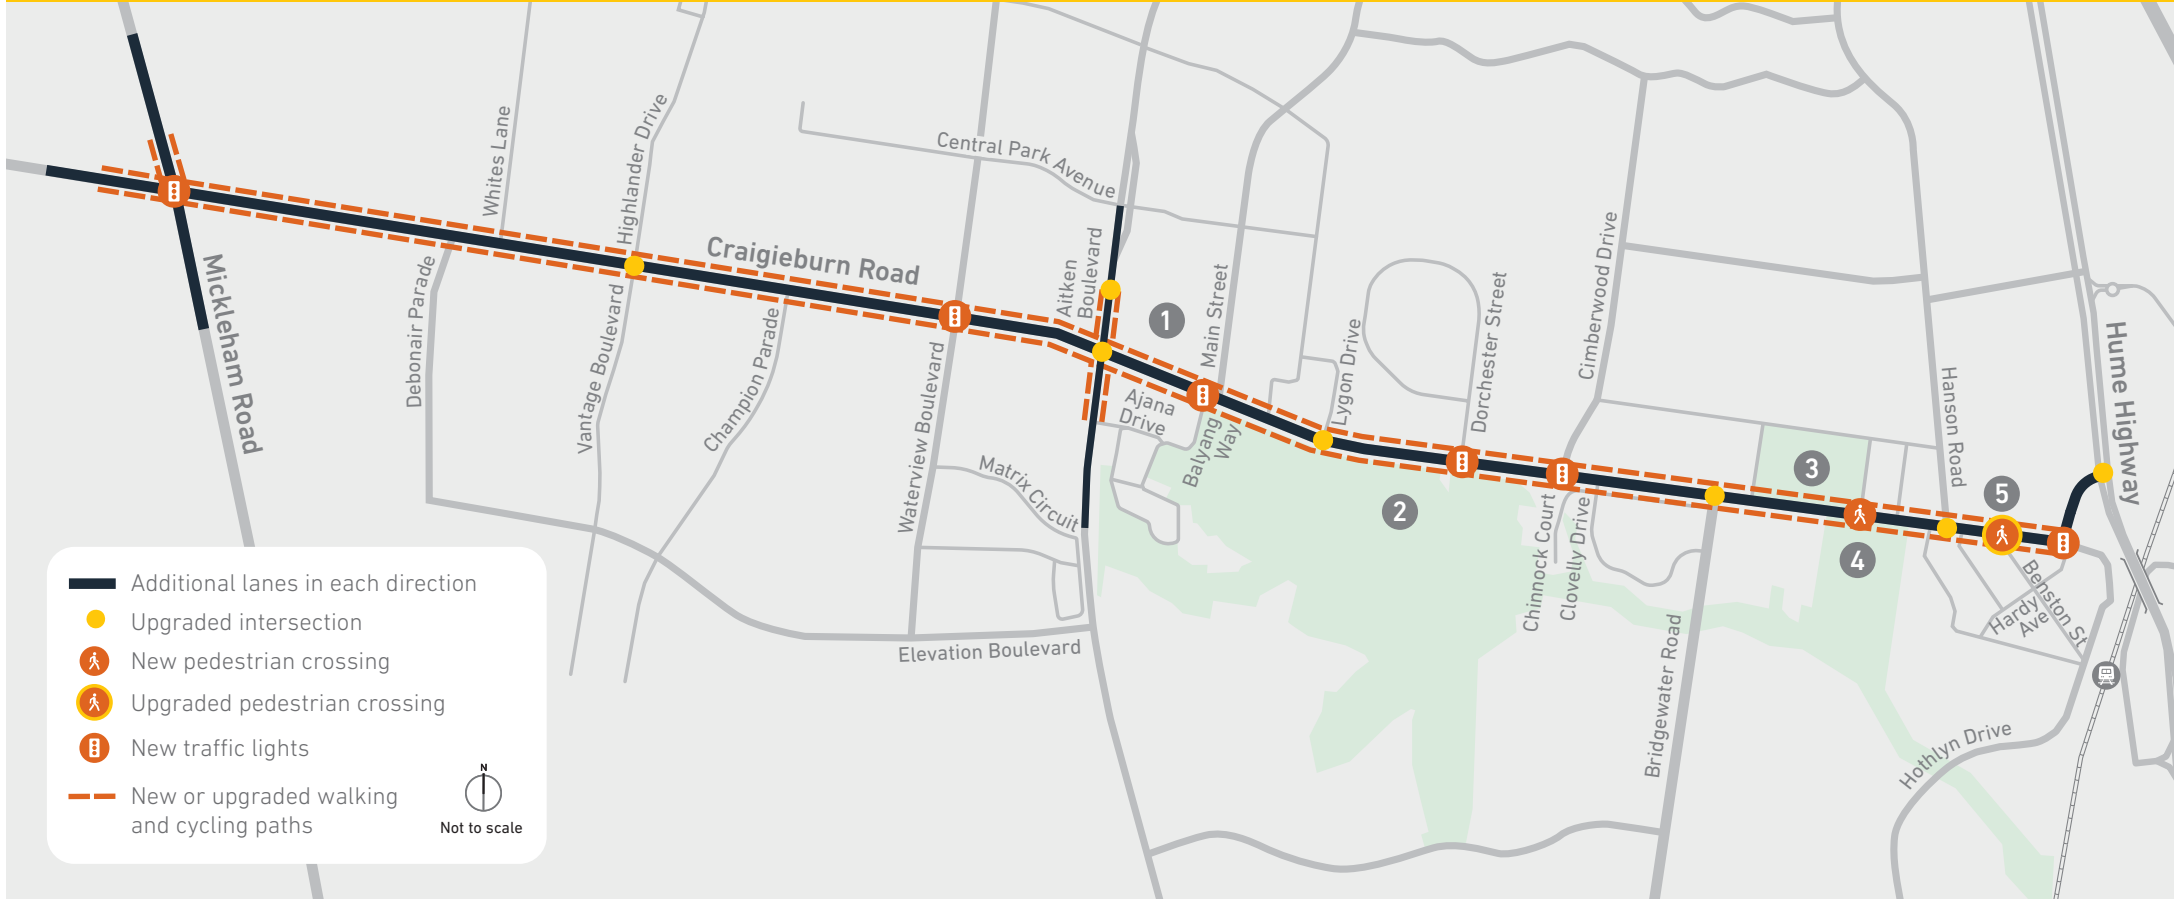 Whites Lane
Highlander Drive
Central Park Avenue
Craigieburn Road
Mickleham Road
Debonair Parade
Vantage Boulevard
Champion Parade
Waterview Boulevard
Aitken
Boulevard
1
Main Street
Ajana
Drive
Balyang
Way
Matrix Circuit
Elevation Boulevard
Lygon Drive
Dorchester Street
Cimberwood Drive
2
Chinnock Court
Clovelly Drive
Bridgewater Road
3
4
Hanson Road
5
Hume Highway
Benston St
Hardy
Ave
Hothlyn Drive
Additional lanes in each direction
Upgraded intersection
New pedestrian crossing
Upgraded pedestrian crossing
New traffic lights
New or upgraded walking
and cycling paths
N
Not to scale